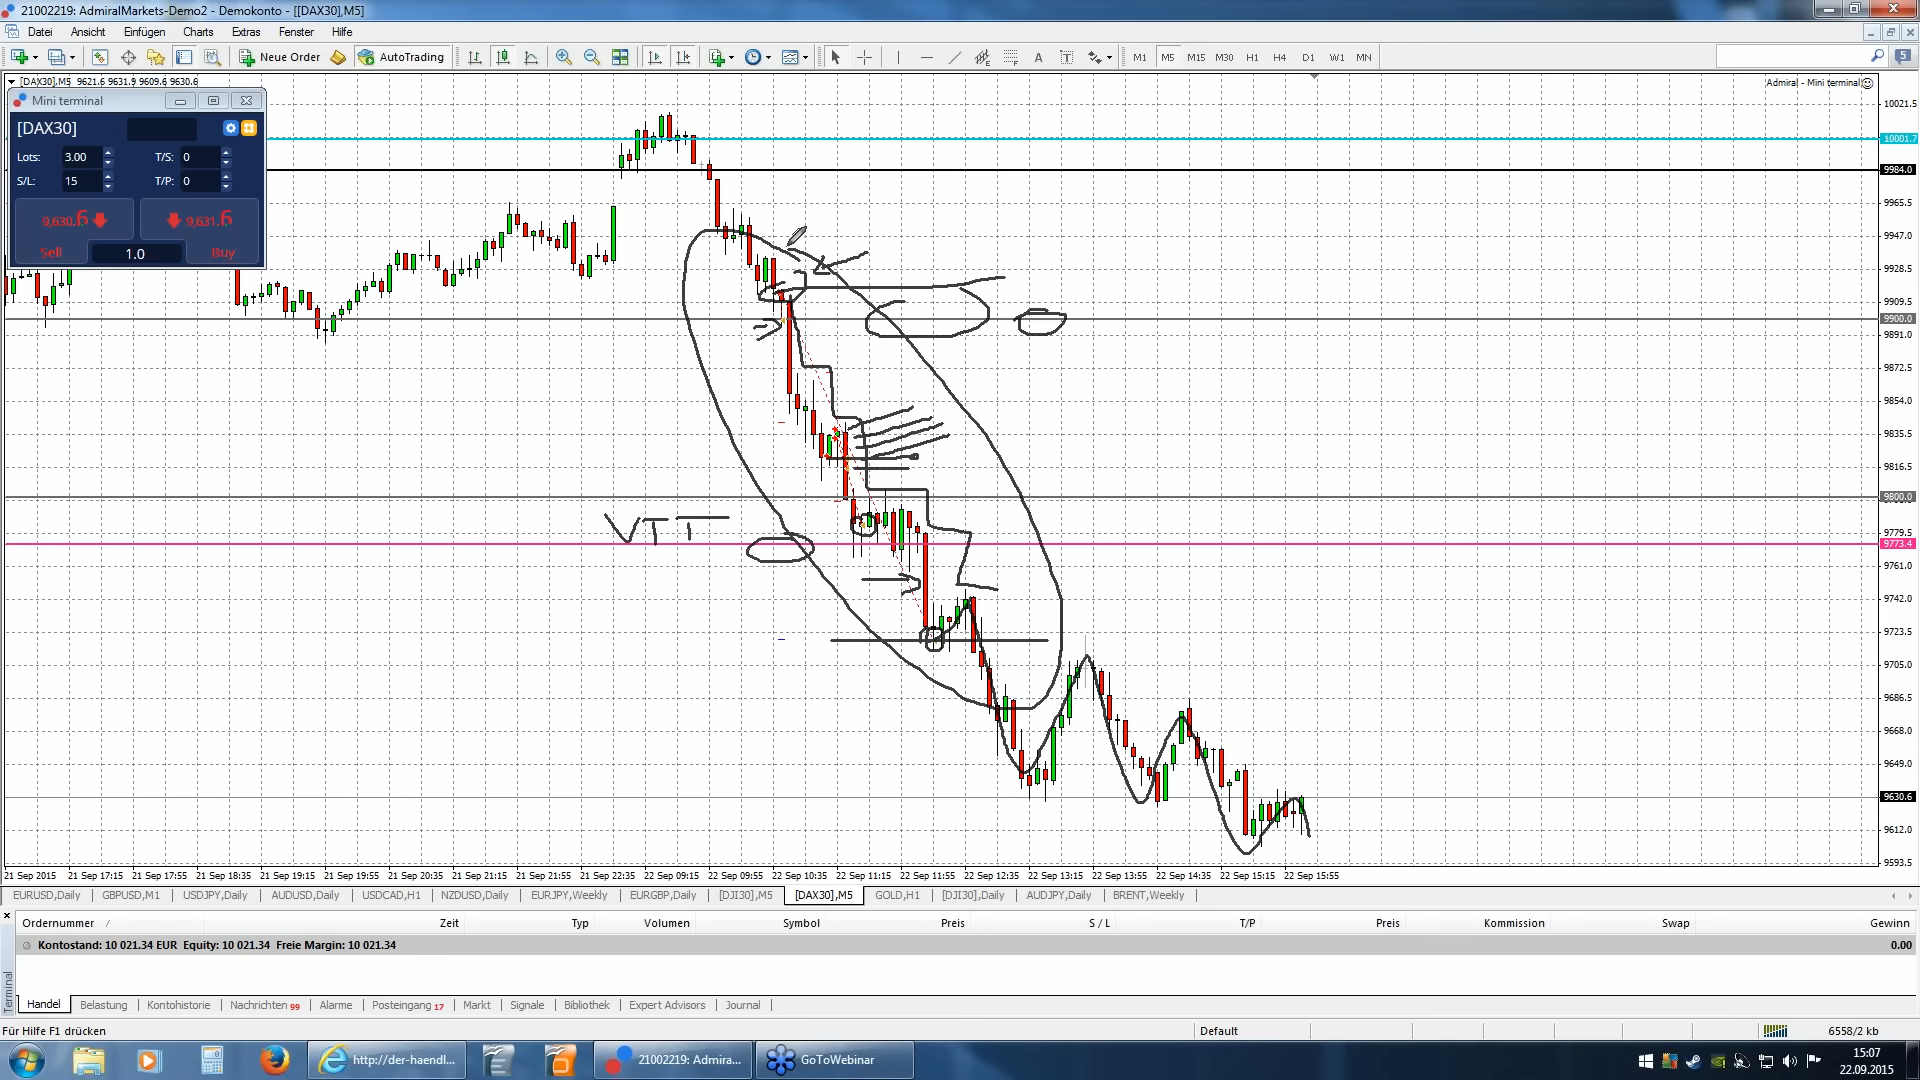 21002219: AdmiralMarkets-Demo2 - Demokonto - [[DAX30],M5]
Datei Ansicht Einfügen Charts Extras Fenster Hilfe
Neue Order AutoTrading A T M1 M5 M15 M30 H1 H4 D1 W1 MN 5
[DAX30],M5 9621.6 9631.9 9609.6 9630.6
Admiral - Mini terminal
Mini terminal
[DAX30]
Lots: 3.00 T/S: 0
S/L: 15 T/P: 0
9,630.6 9,631.6
Sell 1.0 Buy
10021.5
10001.7
9984.0
9965.5
9947.0
9928.5
9909.5
9900.0
9891.0
9872.5
9854.0
9835.5
9816.5
9800.0
9779.5
9773.4
9761.0
9742.0
9723.5
9705.0
9686.5
9668.0
9649.0
9630.6
9612.0
9593.5
VTT
21 Sep 2015 21 Sep 17:15 21 Sep 17:55 21 Sep 18:35 21 Sep 19:15 21 Sep 19:55 21 Sep 20:35 21 Sep 21:15 21 Sep 21:55 21 Sep 22:35 22 Sep 09:15 22 Sep 09:55 22 Sep 10:35 22 Sep 11:15 22 Sep 11:55 22 Sep 12:35 22 Sep 13:15 22 Sep 13:55 22 Sep 14:35 22 Sep 15:15 22 Sep 15:55
EURUSD,Daily GBPUSD,M1 USDJPY,Daily AUDUSD,Daily USDCAD,H1 NZDUSD,Daily EURJPY,Weekly EURGBP,Daily [DJI30],M5 [DAX30],M5 GOLD,H1 [DJI30],Daily AUDJPY,Daily BRENT,Weekly
Ordernummer / Zeit Typ Volumen Symbol Preis S / L T/P Preis Kommission Swap Gewinn
Kontostand: 10 021.34 EUR Equity: 10 021.34 Freie Margin: 10 021.34 0.00
Terminal
Handel Belastung Kontohistorie Nachrichten 99 Alarme Posteingang 17 Markt Signale Bibliothek Expert Advisors Journal
Für Hilfe F1 drücken Default 6558/2 kb
http://der-haendl... 21002219: Admira... GoToWebinar 15:07
22.09.2015